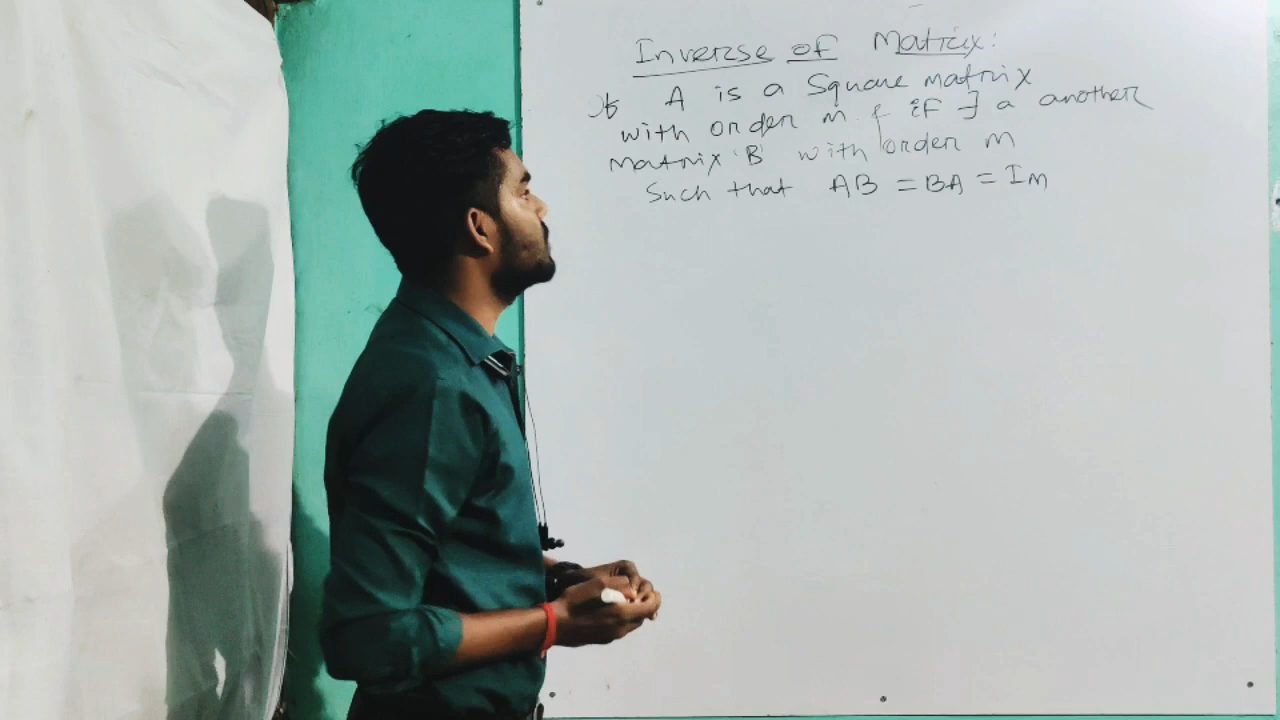 Inverse of Matrix:
If A is a Square matrix
with order m & if ∃ a another
matrix 'B' with order m
Such that AB = BA = Im